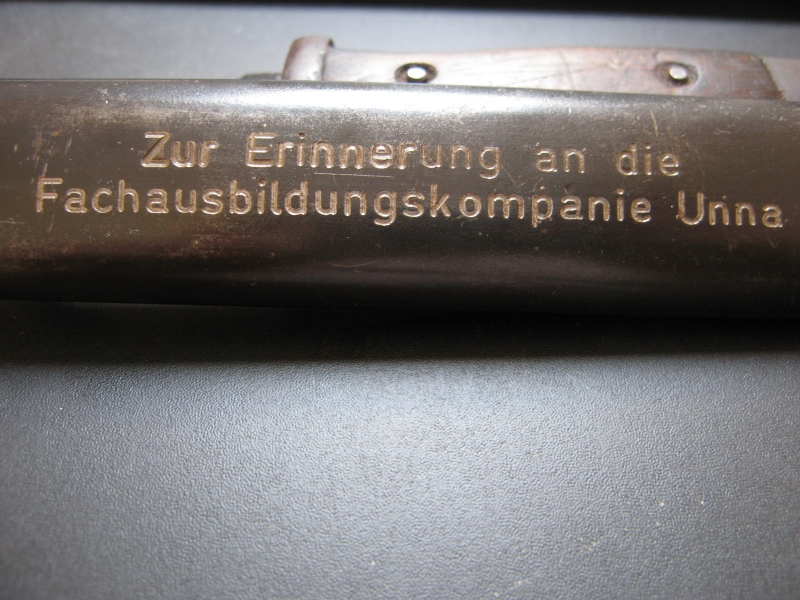 Zur Erinnerung an die
Fachausbildungskompanie Unna